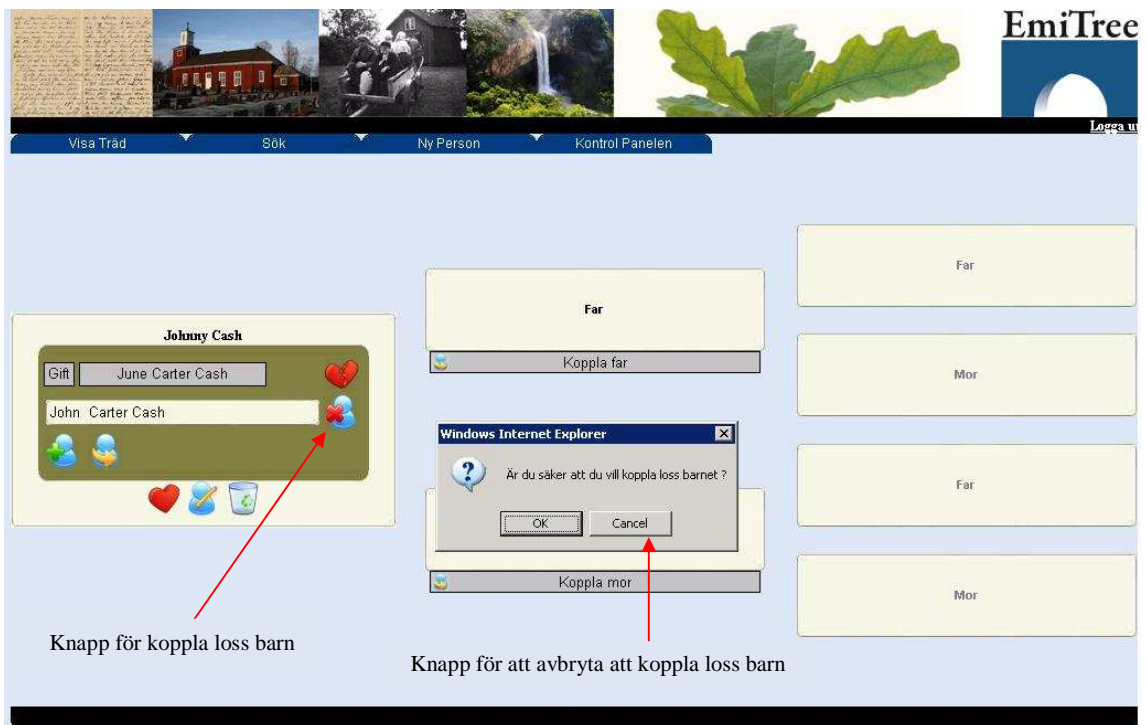 EmiTree
Logga u
Visa Träd
Sök
Ny Person
Kontrol Panelen
Johnny Cash
Gift
June Carter Cash
John Carter Cash
Far
Koppla far
Windows Internet Explorer
Är du säker att du vill koppla loss barnet ?
OK
Cancel
Koppla mor
Far
Mor
Far
Mor
Knapp för koppla loss barn
Knapp för att avbryta att koppla loss barn